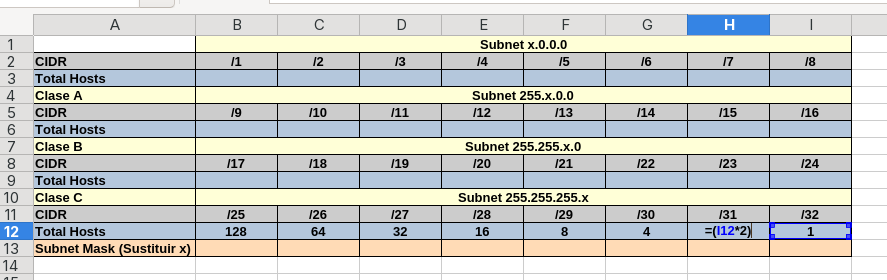 A B C D E F G H I
1 Subnet x.0.0.0
2 CIDR /1 /2 /3 /4 /5 /6 /7 /8
3 Total Hosts
4 Clase A Subnet 255.x.0.0
5 CIDR /9 /10 /11 /12 /13 /14 /15 /16
6 Total Hosts
7 Clase B Subnet 255.255.x.0
8 CIDR /17 /18 /19 /20 /21 /22 /23 /24
9 Total Hosts
10 Clase C Subnet 255.255.255.x
11 CIDR /25 /26 /27 /28 /29 /30 /31 /32
12 Total Hosts 128 64 32 16 8 4 =(I12*2) 1
13 Subnet Mask (Sustituir x)
14
15